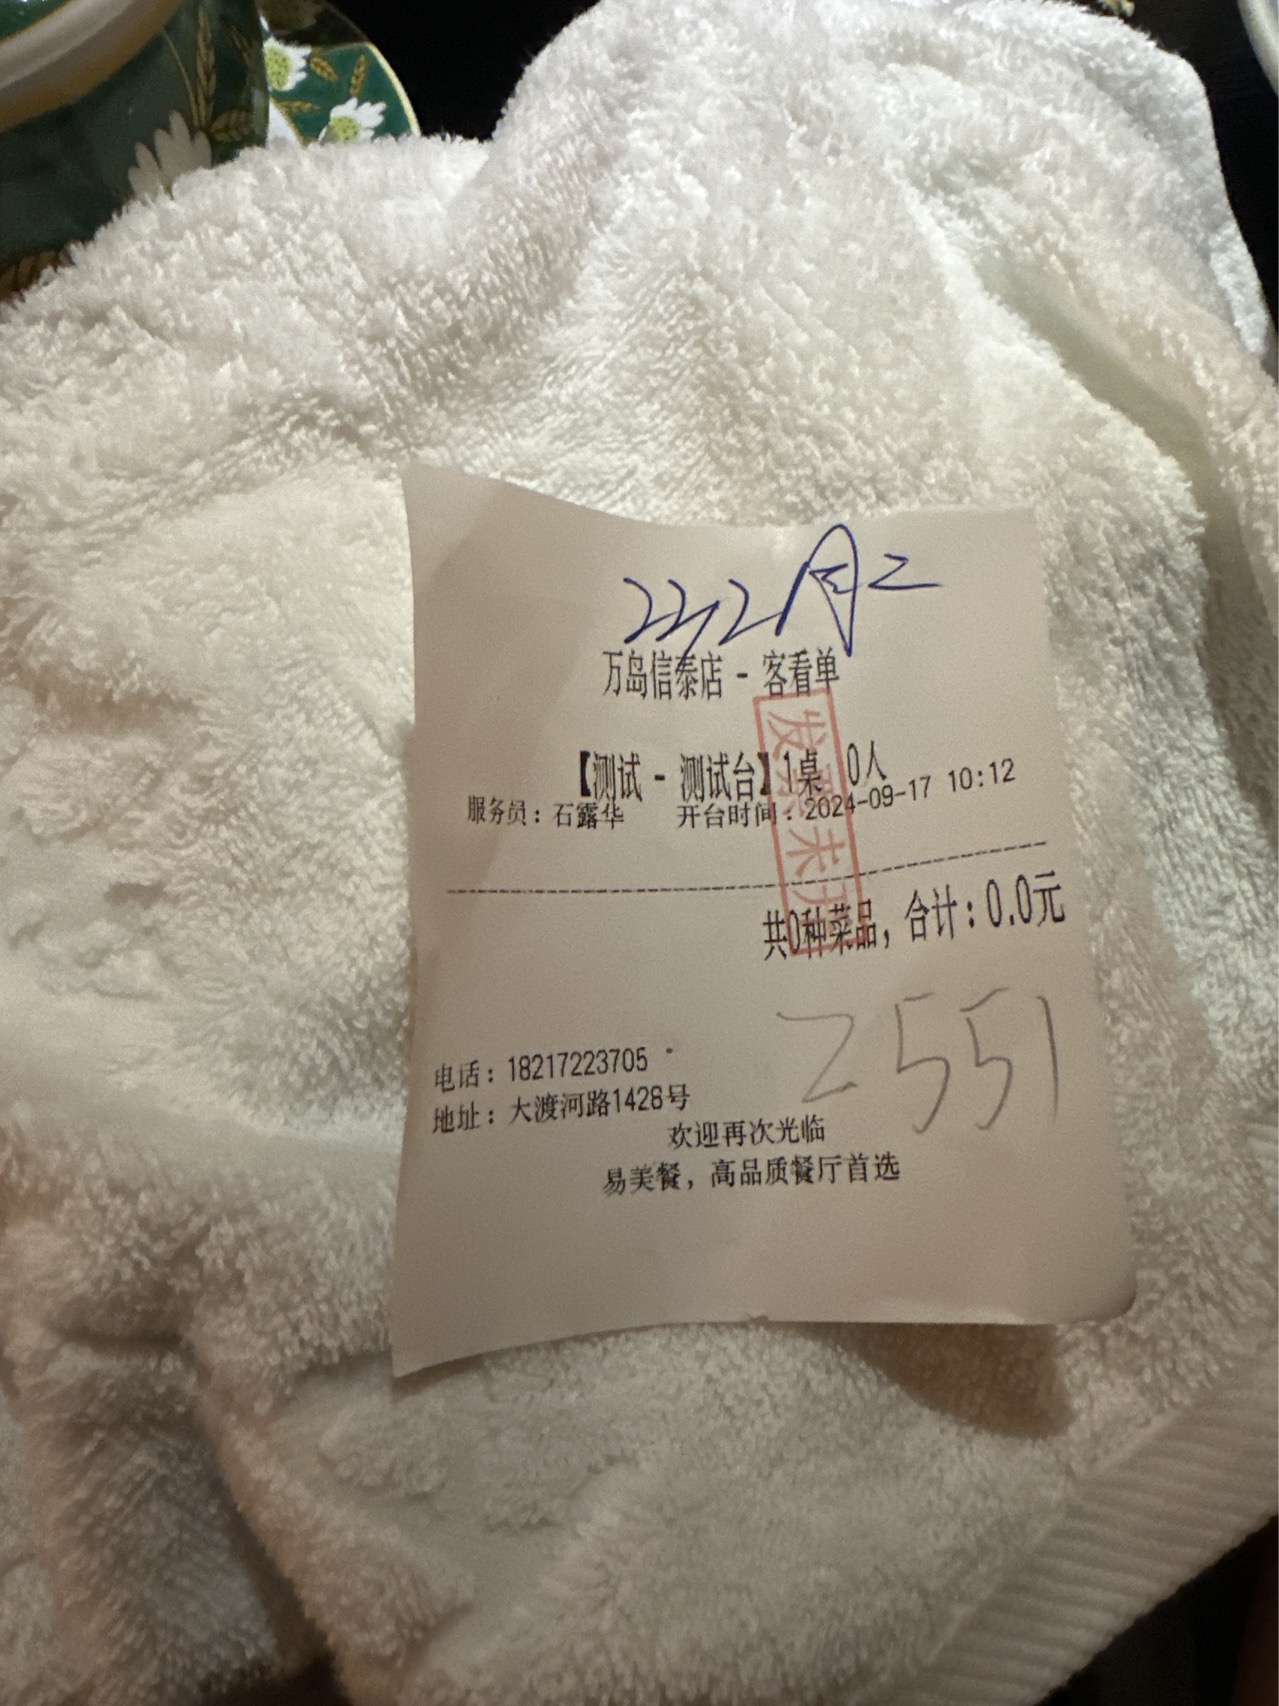 222月2
万岛信泰店 - 客看单
【测试 - 测试台】1桌 0人
服务员：石露华 开台时间：2024-09-17 10:12
发票未开
共0种菜品，合计：0.0元
2551
电话：18217223705
地址：大渡河路1428号
欢迎再次光临
易美餐，高品质餐厅首选